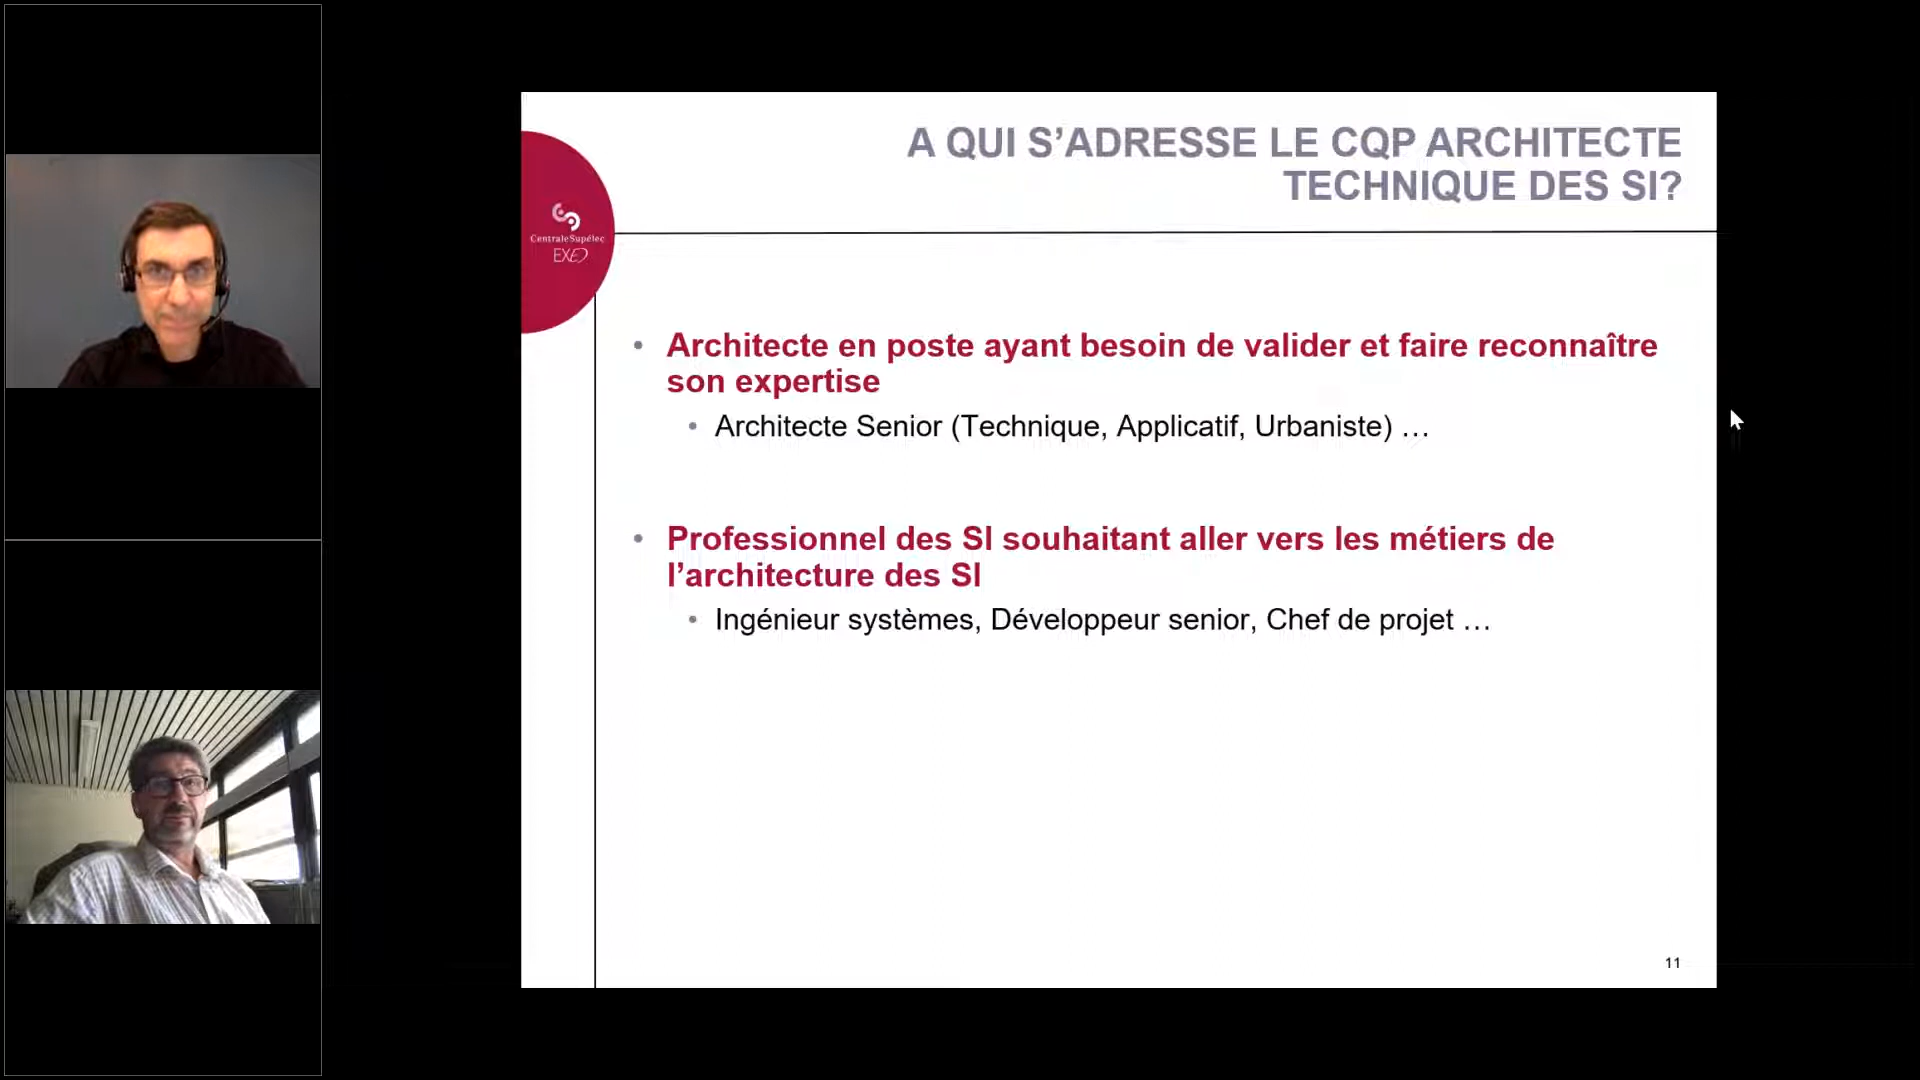 A QUI S’ADRESSE LE CQP ARCHITECTE
TECHNIQUE DES SI?
CentraleSupélec
EXED
• Architecte en poste ayant besoin de valider et faire reconnaître
son expertise
• Architecte Senior (Technique, Applicatif, Urbaniste) …
• Professionnel des SI souhaitant aller vers les métiers de
l’architecture des SI
• Ingénieur systèmes, Développeur senior, Chef de projet …
11